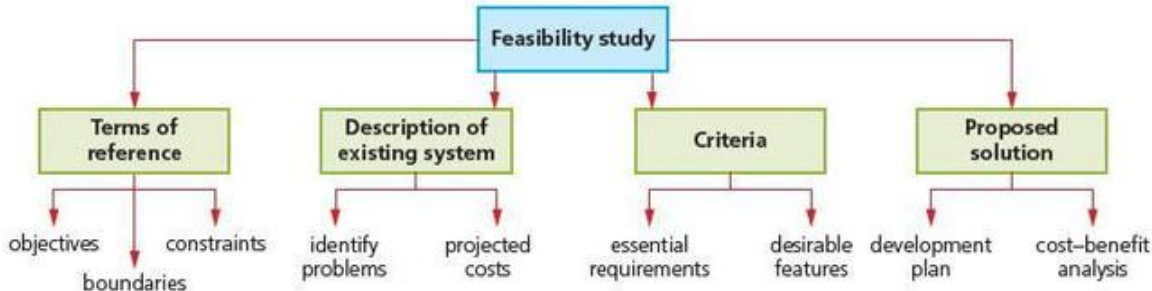 Feasibility study
Terms of
reference
Description of
existing system
Criteria
Proposed
solution
objectives
constraints
boundaries
identify
problems
projected
costs
essential
requirements
desirable
features
development
plan
cost–benefit
analysis